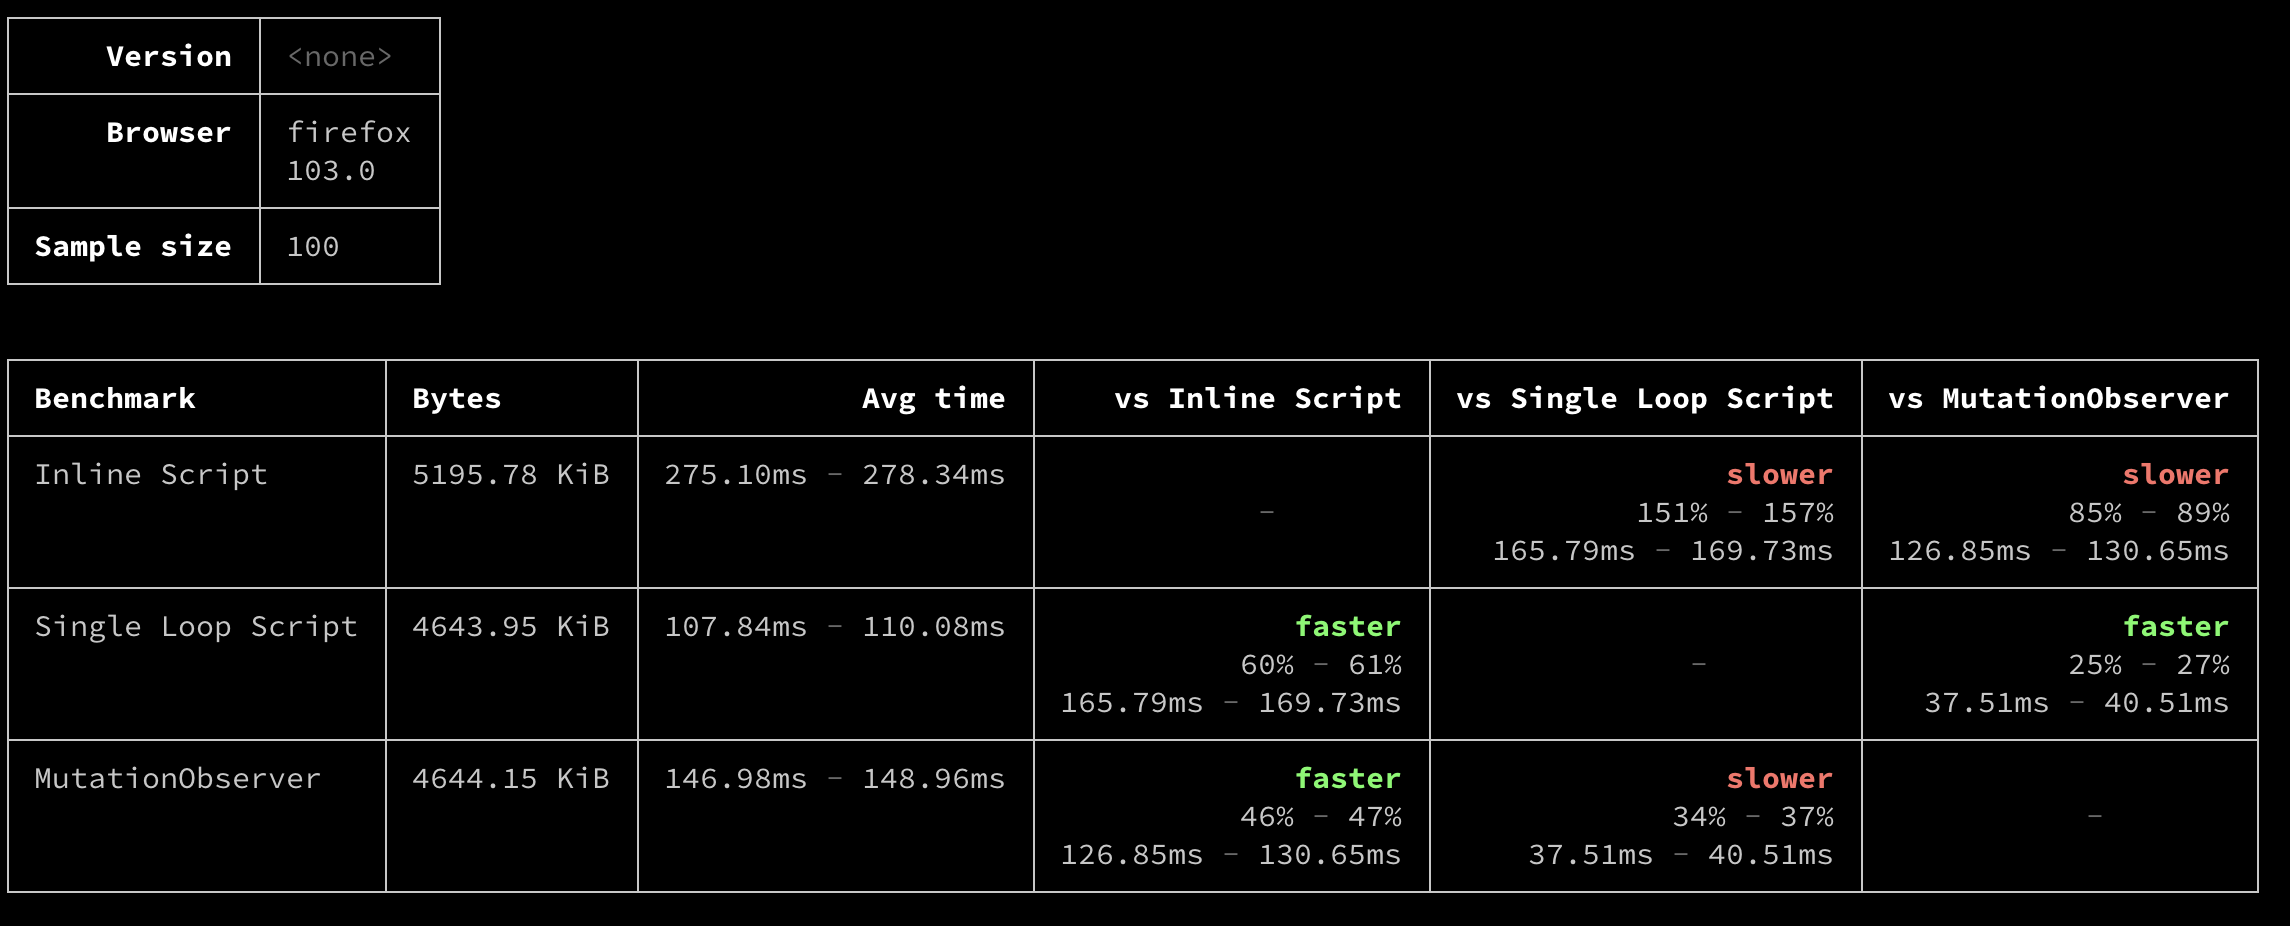 Version <none>
Browser firefox
103.0
Sample size 100
Benchmark Bytes Avg time vs Inline Script vs Single Loop Script vs MutationObserver
Inline Script 5195.78 KiB 275.10ms - 278.34ms slower slower
- 151% - 157% 85% - 89%
165.79ms - 169.73ms 126.85ms - 130.65ms
Single Loop Script 4643.95 KiB 107.84ms - 110.08ms faster faster
60% - 61% - 25% - 27%
165.79ms - 169.73ms 37.51ms - 40.51ms
MutationObserver 4644.15 KiB 146.98ms - 148.96ms faster slower
46% - 47% 34% - 37% -
126.85ms - 130.65ms 37.51ms - 40.51ms